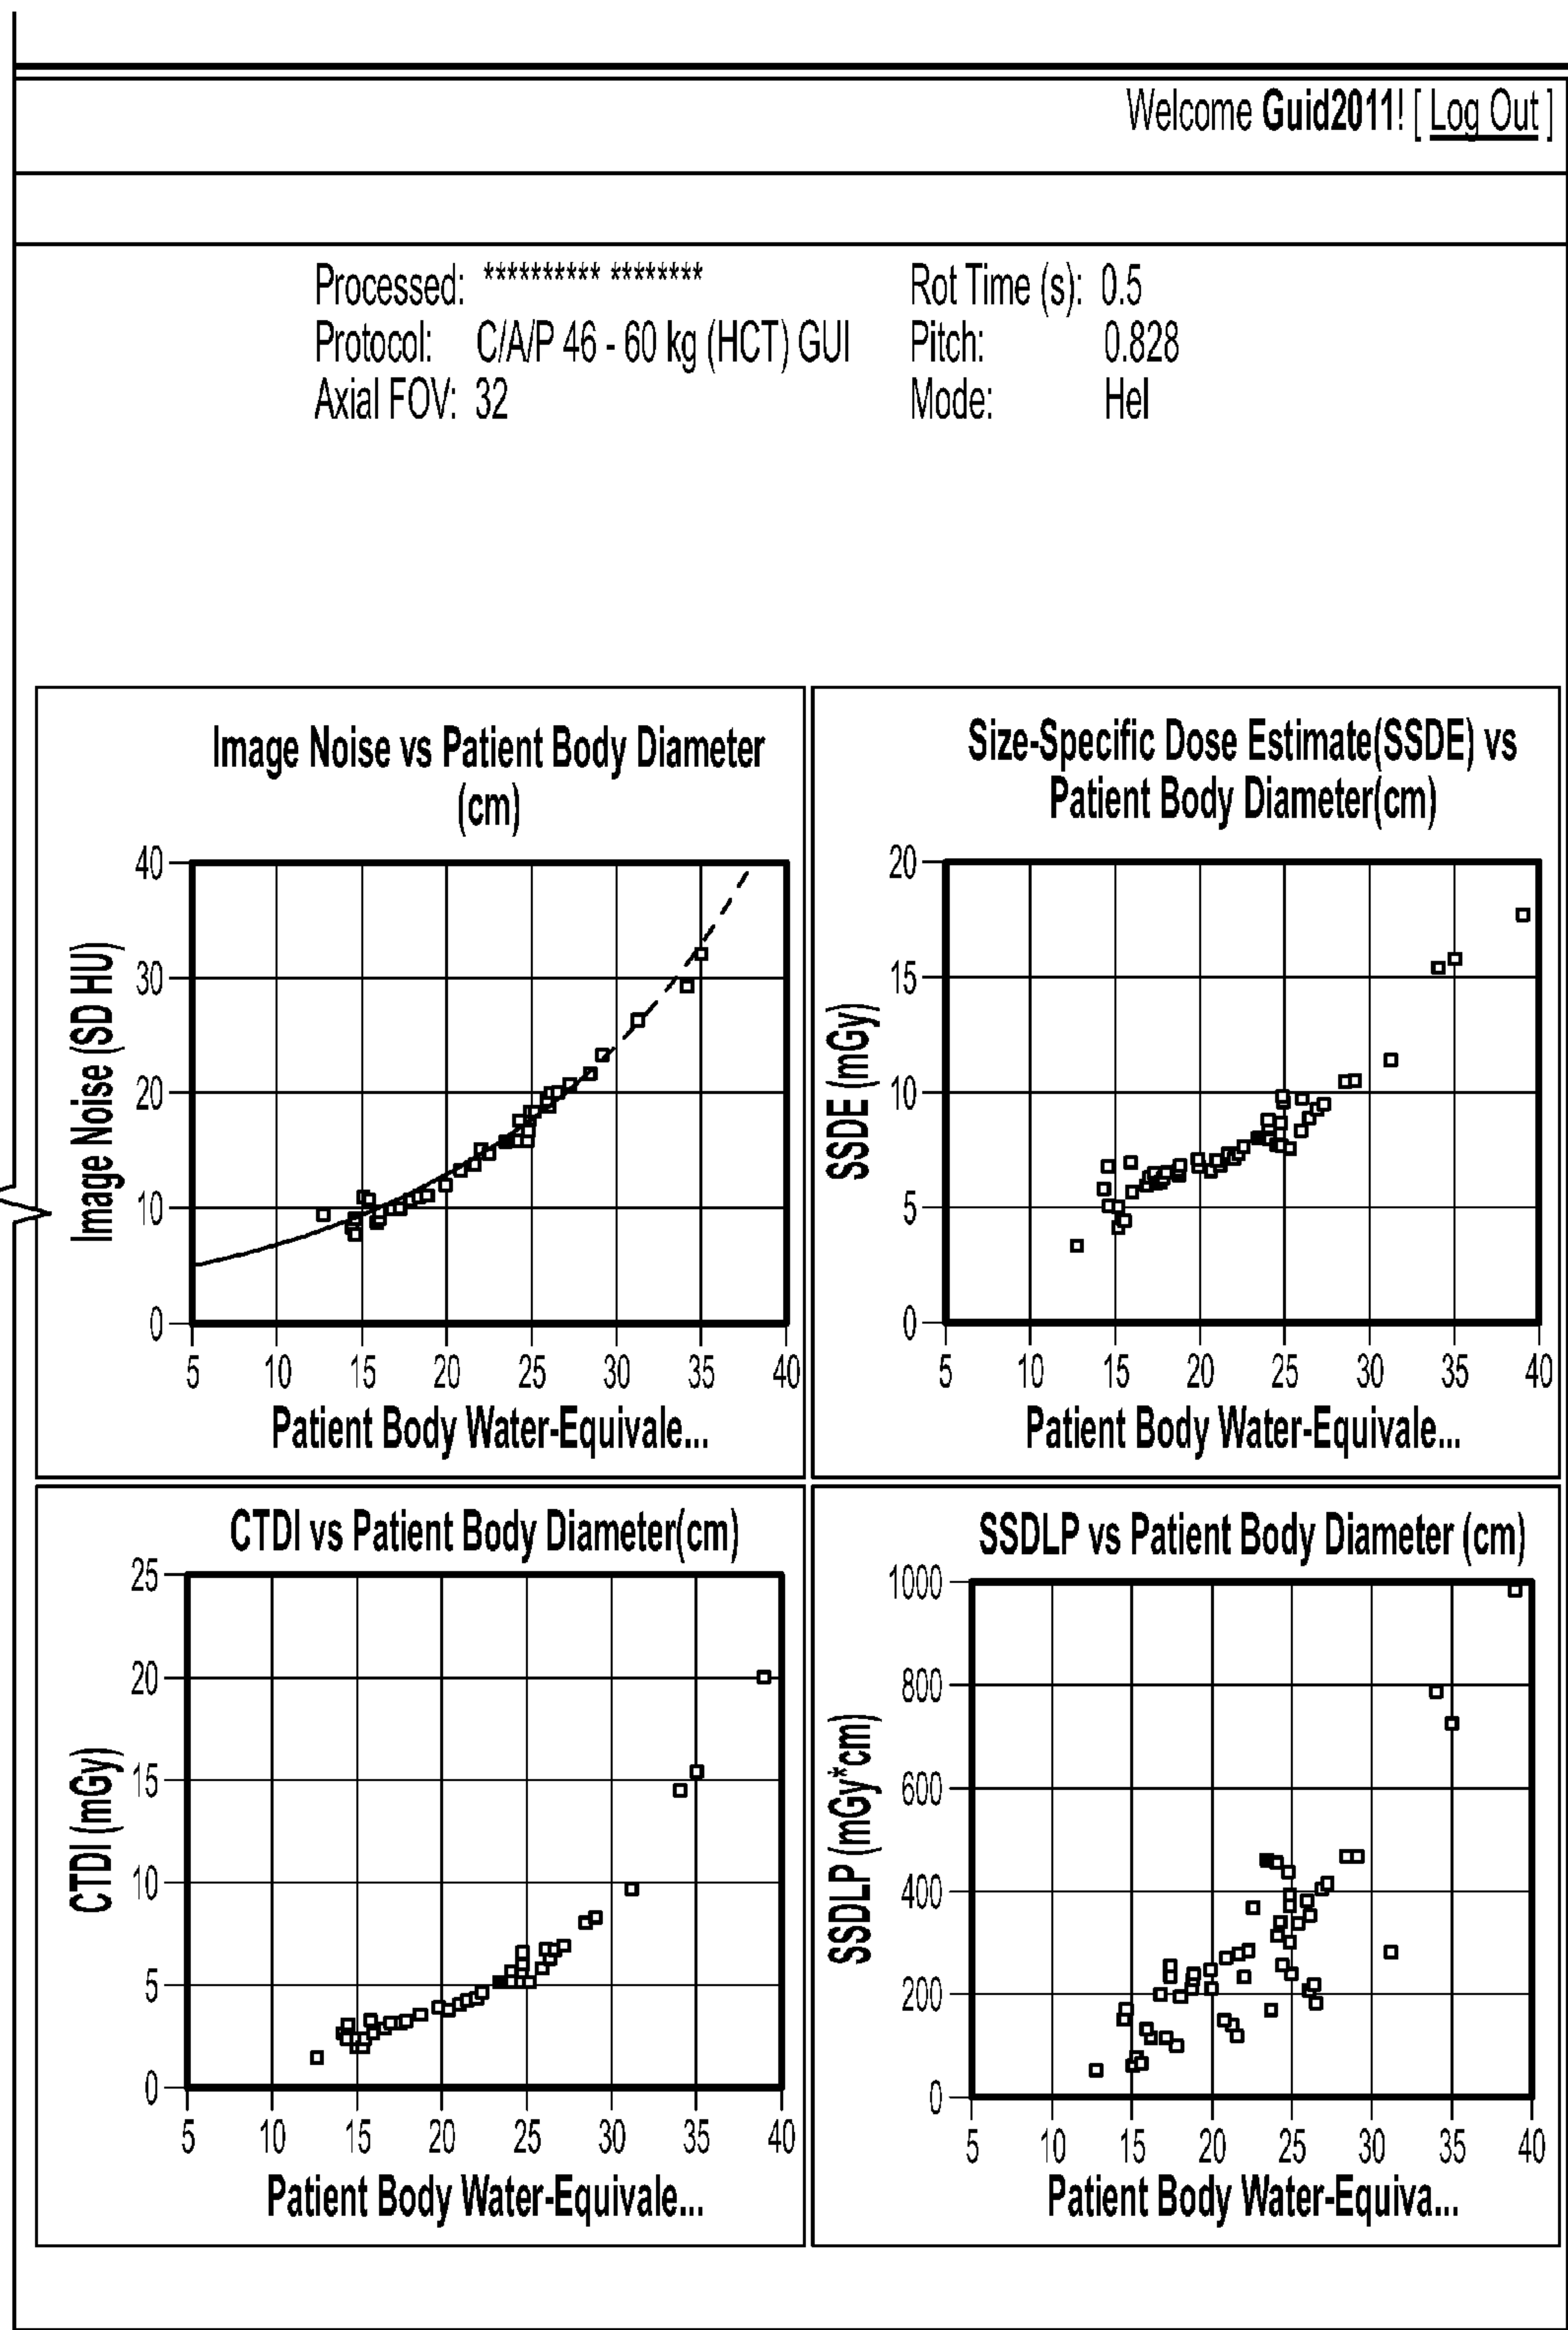 Welcome Guid2011! [ Log Out ]
Processed: ********** ******** Rot Time (s): 0.5
Protocol: C/A/P 46 - 60 kg (HCT) GUI Pitch: 0.828
Axial FOV: 32 Mode: Hel
Image Noise vs Patient Body Diameter
(cm)
Image Noise (SD HU)
40
30
20
10
0
5 10 15 20 25 30 35 40
Patient Body Water-Equivale...
Size-Specific Dose Estimate(SSDE) vs
Patient Body Diameter(cm)
SSDE (mGy)
20
15
10
5
0
5 10 15 20 25 30 35 40
Patient Body Water-Equivale...
CTDI vs Patient Body Diameter(cm)
CTDI (mGy)
25
20
15
10
5
0
5 10 15 20 25 30 35 40
Patient Body Water-Equivale...
SSDLP vs Patient Body Diameter (cm)
SSDLP (mGy*cm)
1000
800
600
400
200
0
5 10 15 20 25 30 35 40
Patient Body Water-Equiva...